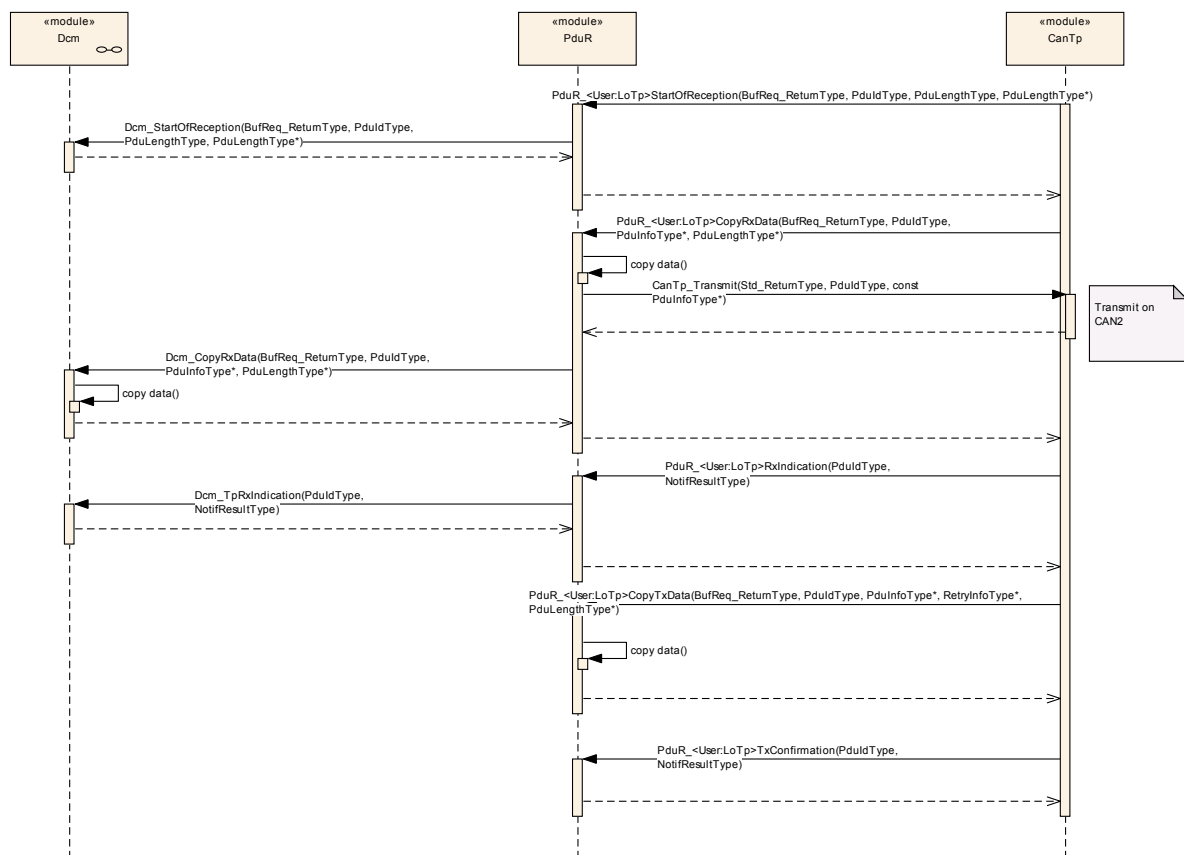 «module»
Dcm
«module»
PduR
«module»
CanTp
PduR_<User:LoTp>StartOfReception(BufReq_ReturnType, PduIdType, PduLengthType, PduLengthType*)
Dcm_StartOfReception(BufReq_ReturnType, PduIdType,
PduLengthType, PduLengthType*)
PduR_<User:LoTp>CopyRxData(BufReq_ReturnType, PduIdType,
PduInfoType*, PduLengthType*)
copy data()
CanTp_Transmit(Std_ReturnType, PduIdType, const
PduInfoType*)
Transmit on
CAN2
Dcm_CopyRxData(BufReq_ReturnType, PduIdType,
PduInfoType*, PduLengthType*)
copy data()
PduR_<User:LoTp>RxIndication(PduIdType,
NotifResultType)
Dcm_TpRxIndication(PduIdType,
NotifResultType)
PduR_<User:LoTp>CopyTxData(BufReq_ReturnType, PduIdType, PduInfoType*, RetryInfoType*,
PduLengthType*)
copy data()
PduR_<User:LoTp>TxConfirmation(PduIdType,
NotifResultType)